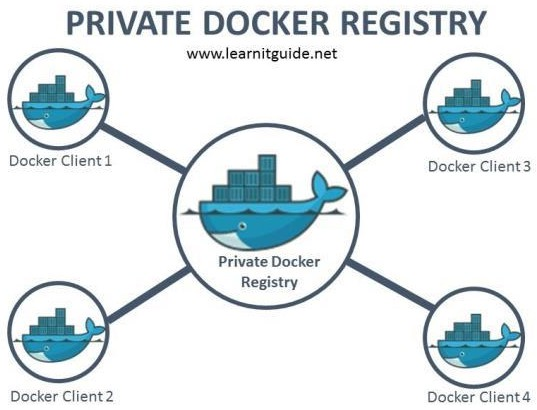 PRIVATE DOCKER REGISTRY
www.learnitguide.net
Docker Client 1
Docker Client 3
Private Docker
Registry
Docker Client 2
Docker Client 4